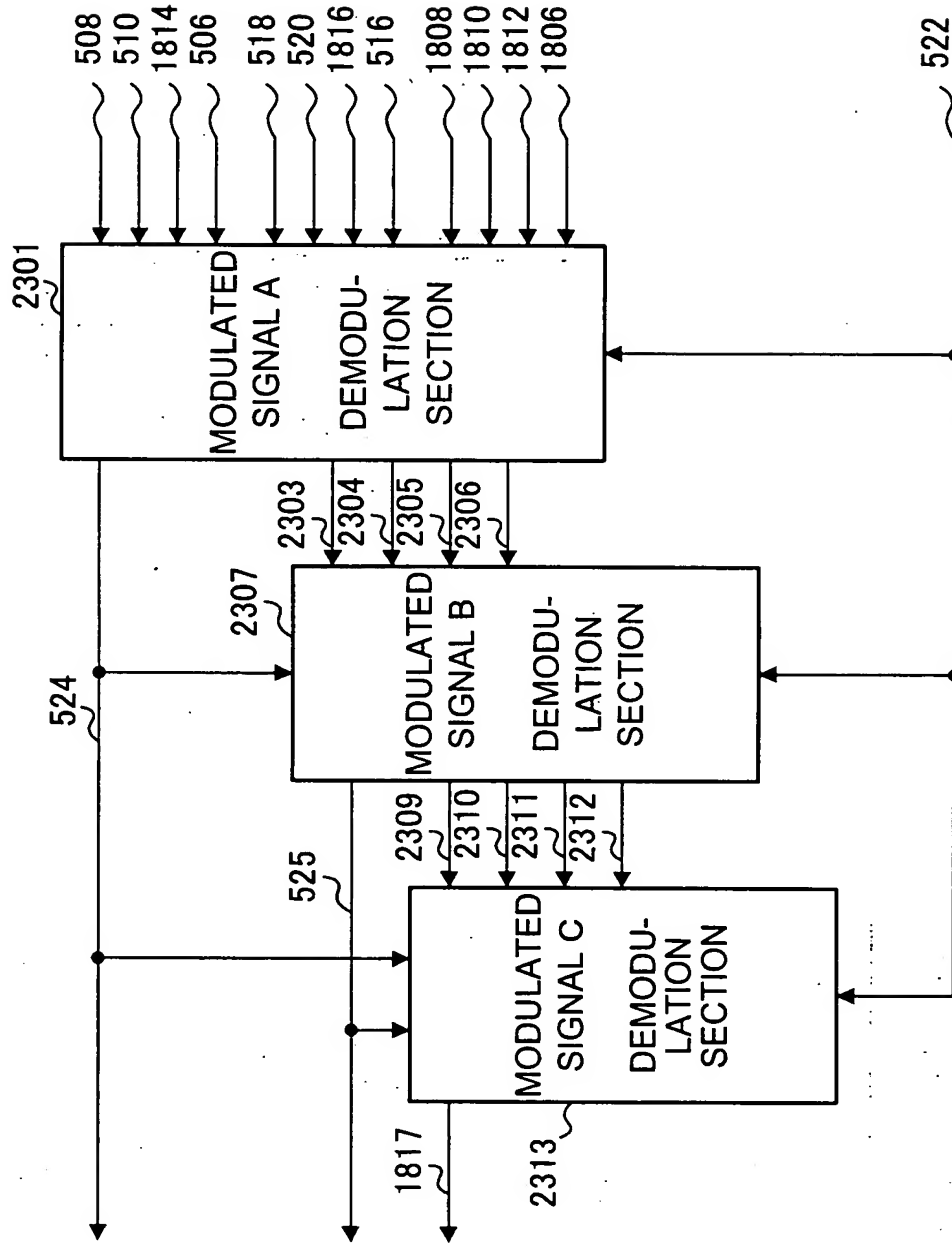 508
510
1814
506
518
520
1816
516
1808
1810
1812
1806
522
2301
MODULATED
SIGNAL A
DEMODU-
LATION
SECTION
2303
2304
2305
2306
2307
MODULATED
SIGNAL B
DEMODU-
LATION
SECTION
524
2309
2310
2311
2312
525
MODULATED
SIGNAL C
DEMODU-
LATION
SECTION
2313
1817